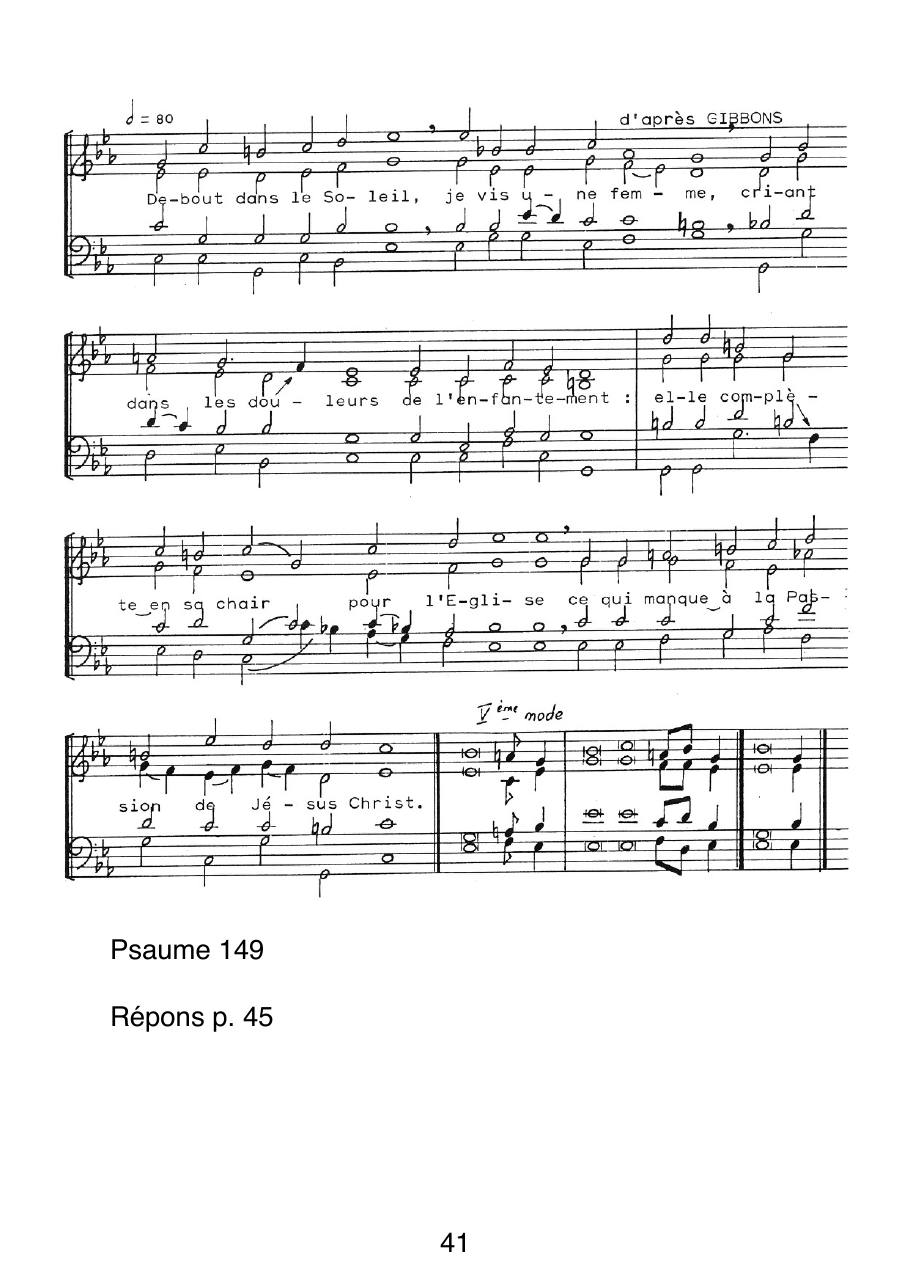 𝅗𝅥 = 80 d'après GIBBONS
De-bout dans le So- leil, je vis u - ne fem - me, cri-ant
dans les dou - leurs de l'en-fan-te-ment : el-le com-plè -
te en sa chair pour l'E-gli- se ce qui manque à la Pas-
Vème mode
sion de Jé - sus Christ.
Psaume 149
Répons p. 45
41